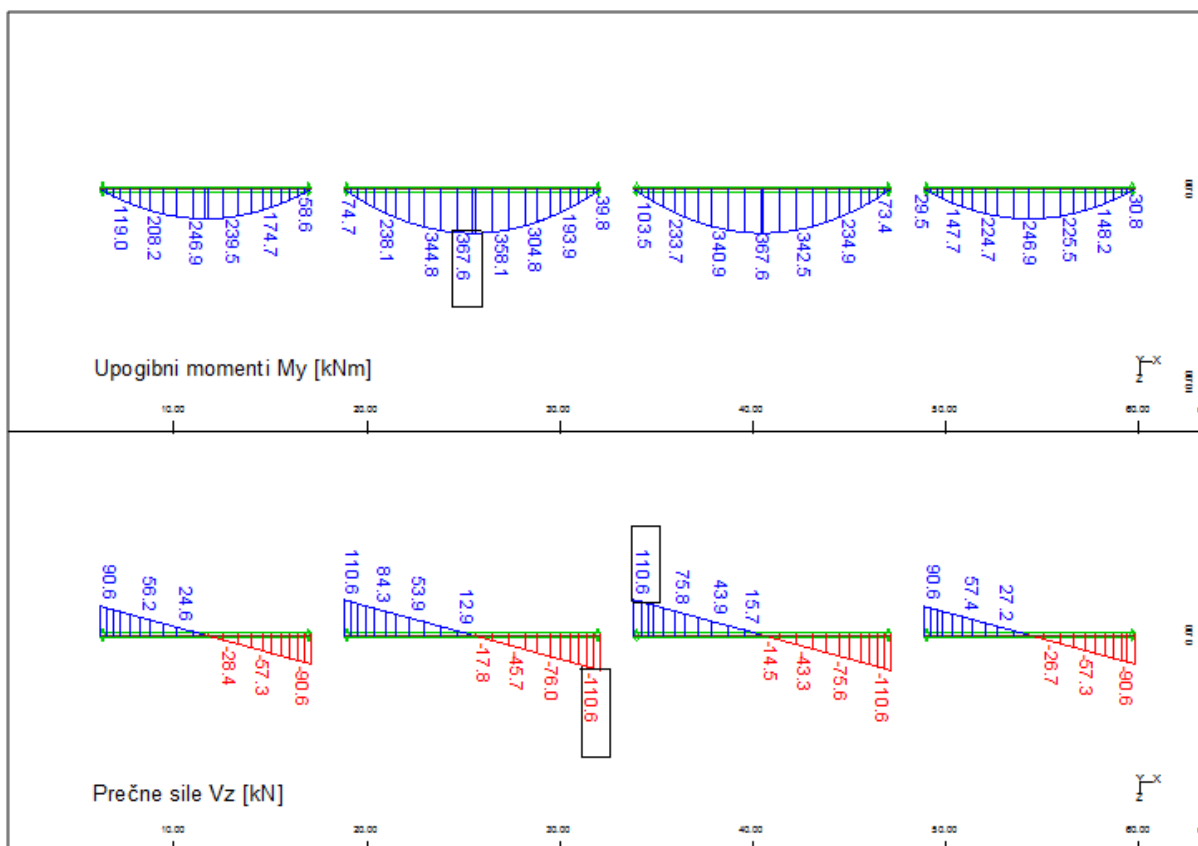 119.0 208.2 246.9 239.5 174.7 58.6 74.7 238.1 344.8 367.6 358.1 304.8 193.9 39.8 103.5 233.7 340.9 367.6 342.5 234.9 73.4 29.5 147.7 224.7 246.9 225.5 148.2 30.8
Upogibni momenti My [kNm]
Y X
Z
10.00 20.00 30.00 40.00 50.00 60.00
90.6 56.2 24.6 110.6 84.3 53.9 12.9 110.6 75.8 43.9 15.7 90.6 57.4 27.2
-28.4 -57.3 -90.6 -17.8 -45.7 -76.0 -110.6 -14.5 -43.3 -75.6 -110.6 -26.7 -57.3 -90.6
Prečne sile Vz [kN]
Y X
Z
10.00 20.00 30.00 40.00 50.00 60.00